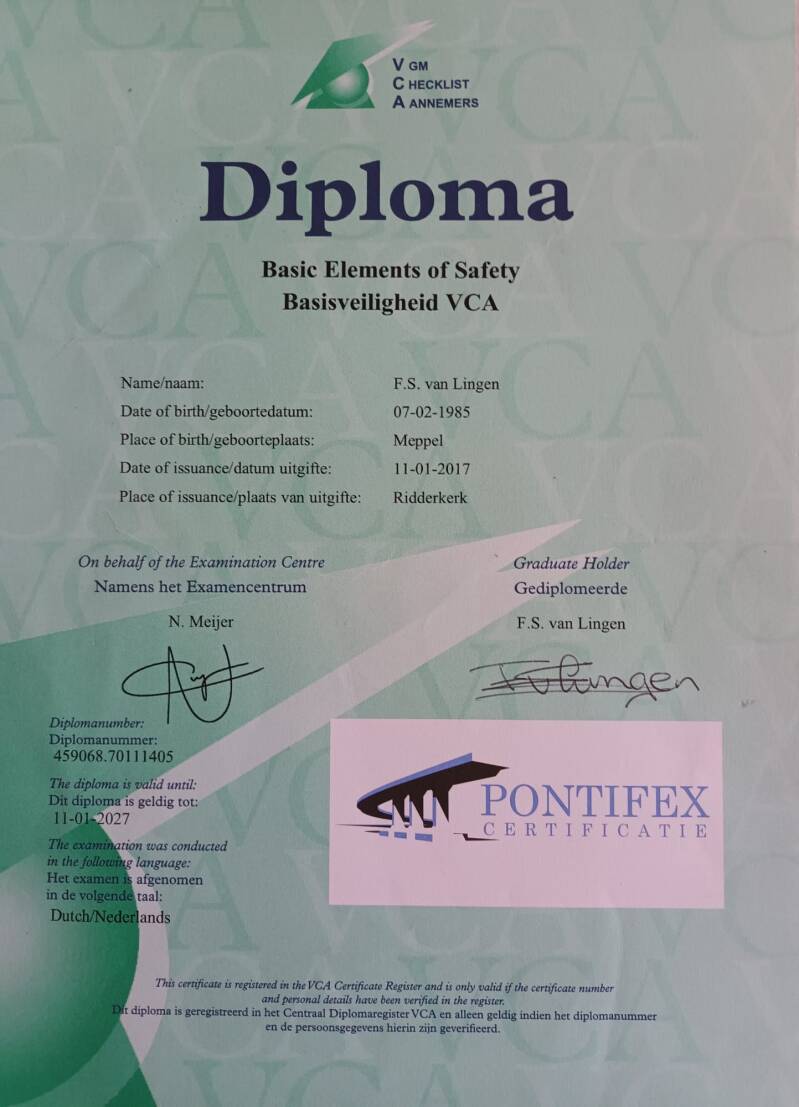 V GM
C HECKLIST
A ANNEMERS
Diploma
Basic Elements of Safety
Basisveiligheid VCA
Name/naam: F.S. van Lingen
Date of birth/geboortedatum: 07-02-1985
Place of birth/geboorteplaats: Meppel
Date of issuance/datum uitgifte: 11-01-2017
Place of issuance/plaats van uitgifte: Ridderkerk
On behalf of the Examination Centre
Namens het Examencentrum
N. Meijer
Graduate Holder
Gediplomeerde
F.S. van Lingen
Diplomanumber:
Diplomanummer:
459068.70111405
The diploma is valid until:
Dit diploma is geldig tot:
11-01-2027
The examination was conducted
in the following language:
Het examen is afgenomen
in de volgende taal:
Dutch/Nederlands
PONTIFEX
CERTIFICATIE
This certificate is registered in the VCA Certificate Register and is only valid if the certificate number
and personal details have been verified in the register.
Dit diploma is geregistreerd in het Centraal Diplomaregister VCA en alleen geldig indien het diplomanummer
en de persoonsgegevens hierin zijn geverifieerd.